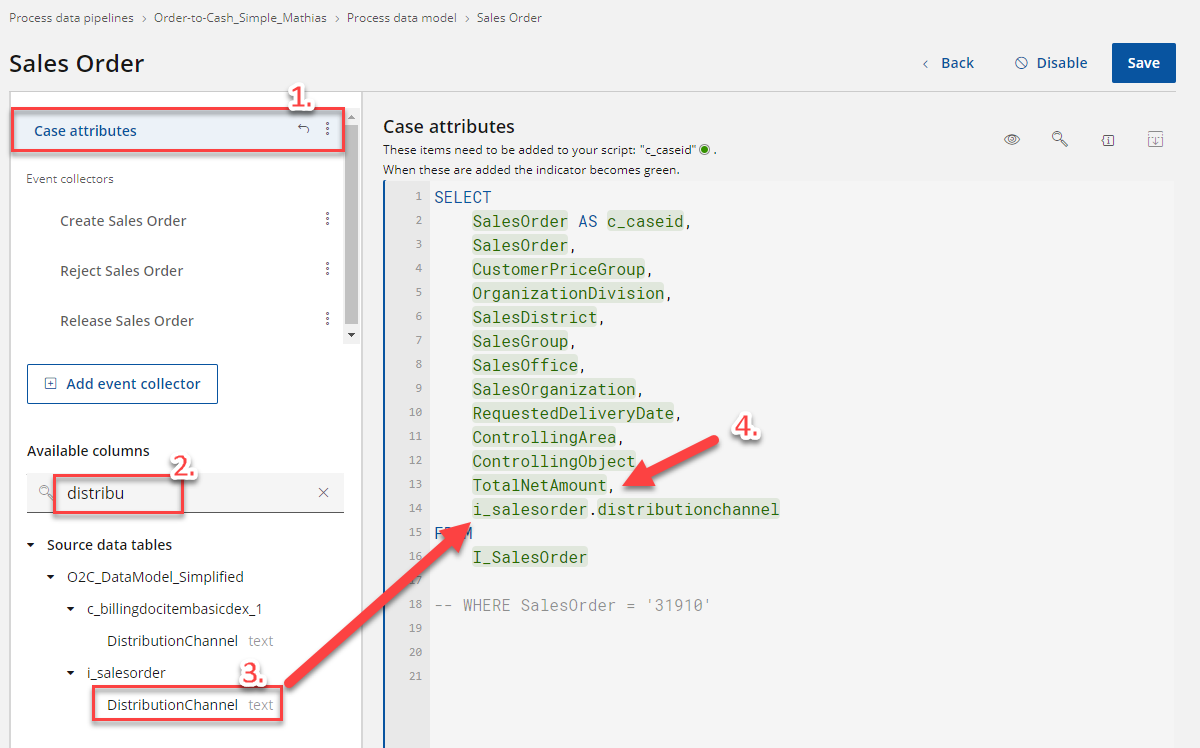 Process data pipelines › Order-to-Cash_Simple_Mathias › Process data model › Sales Order
Sales Order
‹ Back
Disable
Save
1.
Case attributes
Event collectors
Create Sales Order
Reject Sales Order
Release Sales Order
Add event collector
Available columns
2.
distribu
Source data tables
O2C_DataModel_Simplified
c_billingdocitembasicdex_1
DistributionChannel text
i_salesorder
3.
DistributionChannel text
Case attributes
These items need to be added to your script: "c_caseid" .
When these are added the indicator becomes green.
1 SELECT
2 SalesOrder AS c_caseid,
3 SalesOrder,
4 CustomerPriceGroup,
5 OrganizationDivision,
6 SalesDistrict,
7 SalesGroup,
8 SalesOffice,
9 SalesOrganization,
10 RequestedDeliveryDate,
11 ControllingArea,
4.
12 ControllingObject
13 TotalNetAmount,
14 i_salesorder.distributionchannel
15
16 I_SalesOrder
17
18 -- WHERE SalesOrder = '31910'
19
20
21